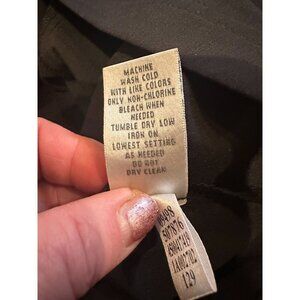 MACHINE
WASH COLD
WITH LIKE COLORS
ONLY NON-CHLORINE
BLEACH WHEN
NEEDED
TUMBLE DRY LOW
IRON ON
LOWEST SETTING
AS NEEDED
DO NOT
DRY CLEAN
129